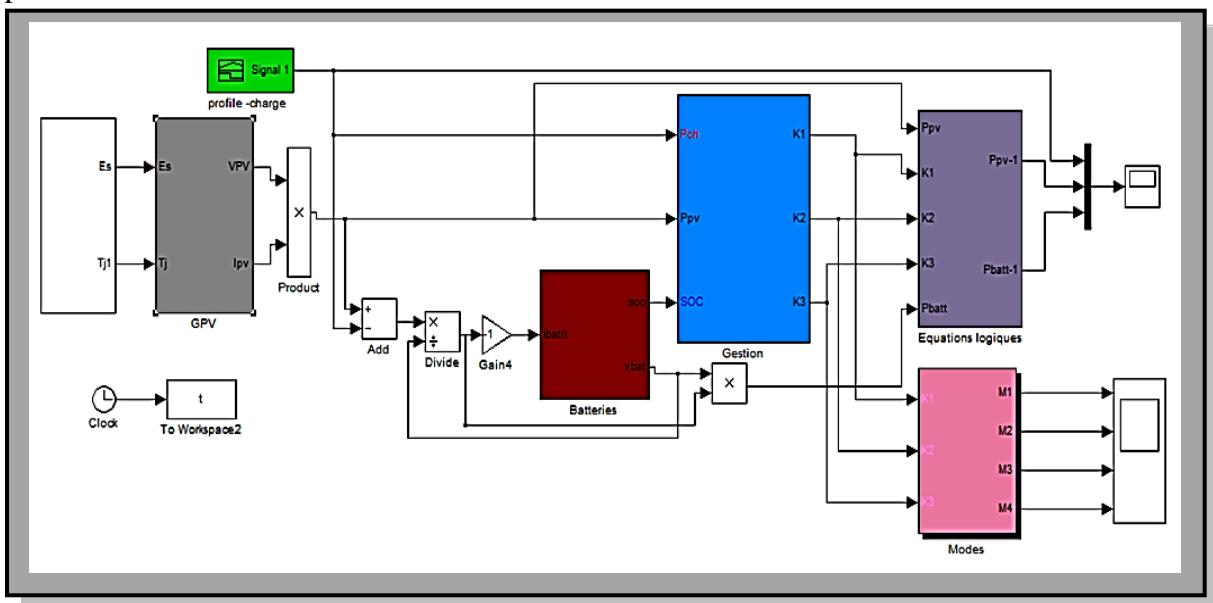 Signal 1
profile -charge
Es
Tj1
Es
Tj
VPV
Ipv
GPV
×
Product
+
−
Add
×
÷
Divide
-1
Gain4
ibattt
soc
vbat
Batteries
×
Pch
Ppv
SOC
K1
K2
K3
Gestion
Ppv
K1
K2
K3
Pbatt
Ppv-1
Pbatt-1
Equations logiques
K1
K2
K3
M1
M2
M3
M4
Modes
Clock
t
To Workspace2